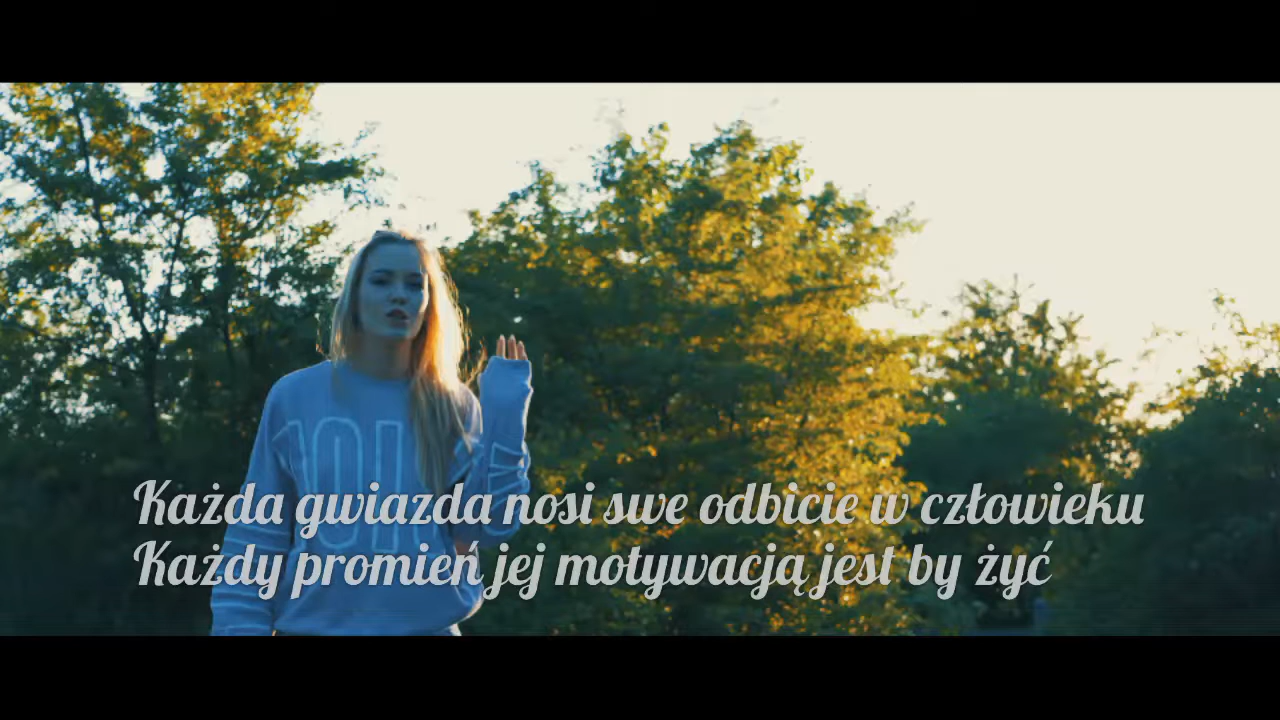 Każda gwiazda nosi swe odbicie w człowieku
Każdy promień jej motywacją jest by żyć